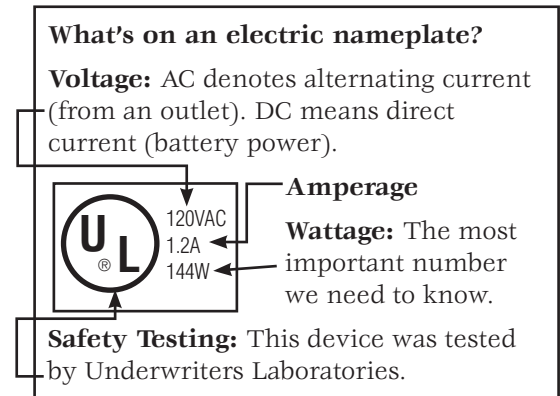 What's on an electric nameplate?
Voltage: AC denotes alternating current
(from an outlet). DC means direct
current (battery power).
UL
®
120VAC
1.2A
144W
Amperage
Wattage: The most
important number
we need to know.
Safety Testing: This device was tested
by Underwriters Laboratories.